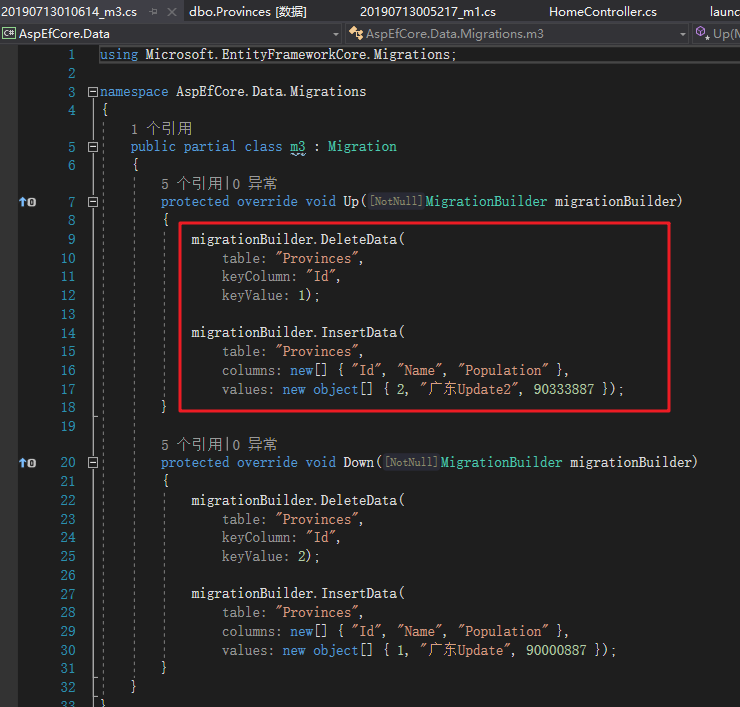 20190713010614_m3.cs dbo.Provinces [数据] 20190713005217_m1.cs HomeController.cs launc
C# AspEfCore.Data AspEfCore.Data.Migrations.m3 Up(M
1 using Microsoft.EntityFrameworkCore.Migrations;
2
3 namespace AspEfCore.Data.Migrations
4 {
1 个引用
5 public partial class m3 : Migration
6 {
5 个引用|0 异常
7 protected override void Up([NotNull]MigrationBuilder migrationBuilder)
8 {
9 migrationBuilder.DeleteData(
10 table: "Provinces",
11 keyColumn: "Id",
12 keyValue: 1);
13
14 migrationBuilder.InsertData(
15 table: "Provinces",
16 columns: new[] { "Id", "Name", "Population" },
17 values: new object[] { 2, "广东Update2", 90333887 });
18 }
19
5 个引用|0 异常
20 protected override void Down([NotNull]MigrationBuilder migrationBuilder)
21 {
22 migrationBuilder.DeleteData(
23 table: "Provinces",
24 keyColumn: "Id",
25 keyValue: 2);
26
27 migrationBuilder.InsertData(
28 table: "Provinces",
29 columns: new[] { "Id", "Name", "Population" },
30 values: new object[] { 1, "广东Update", 90000887 });
31 }
32 }
33 }